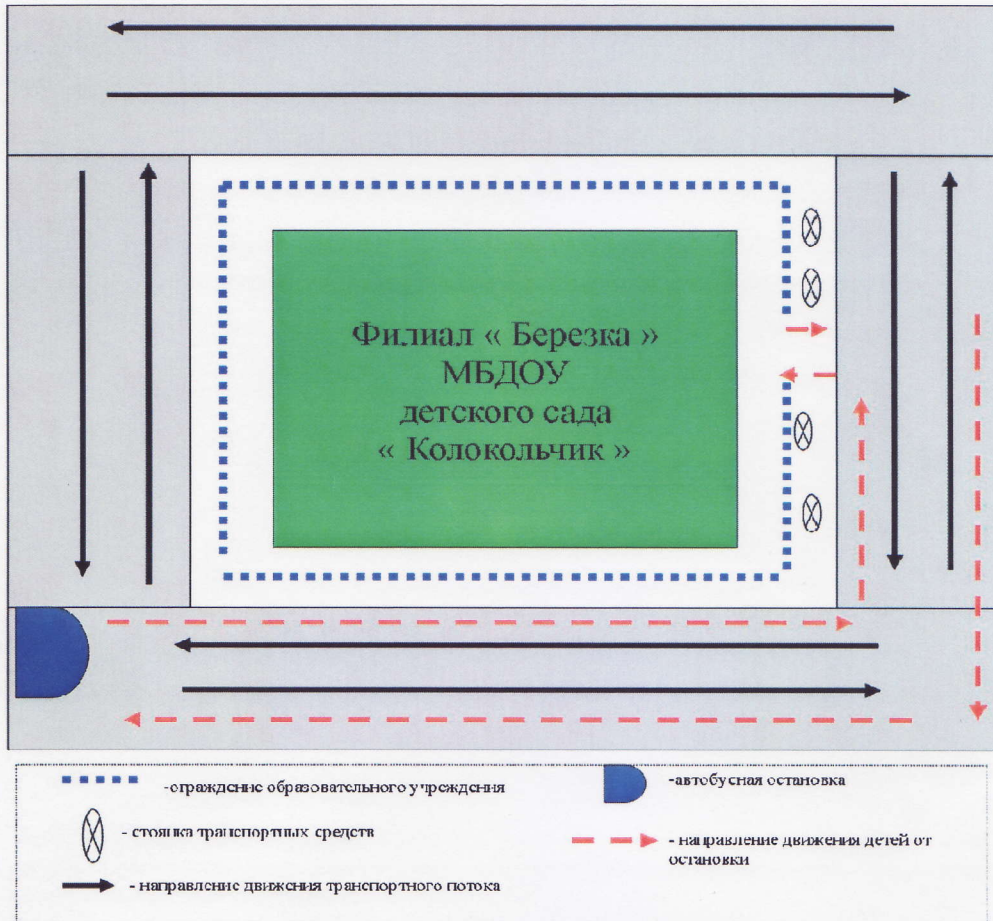 Филиал « Березка »
МБДОУ
детского сада
« Колокольчик »
-ограждение образовательного учреждения
-автобусная остановка
- стоянка транспортных средств
- направление движения детей от
остановки
- направление движения транспортного потока